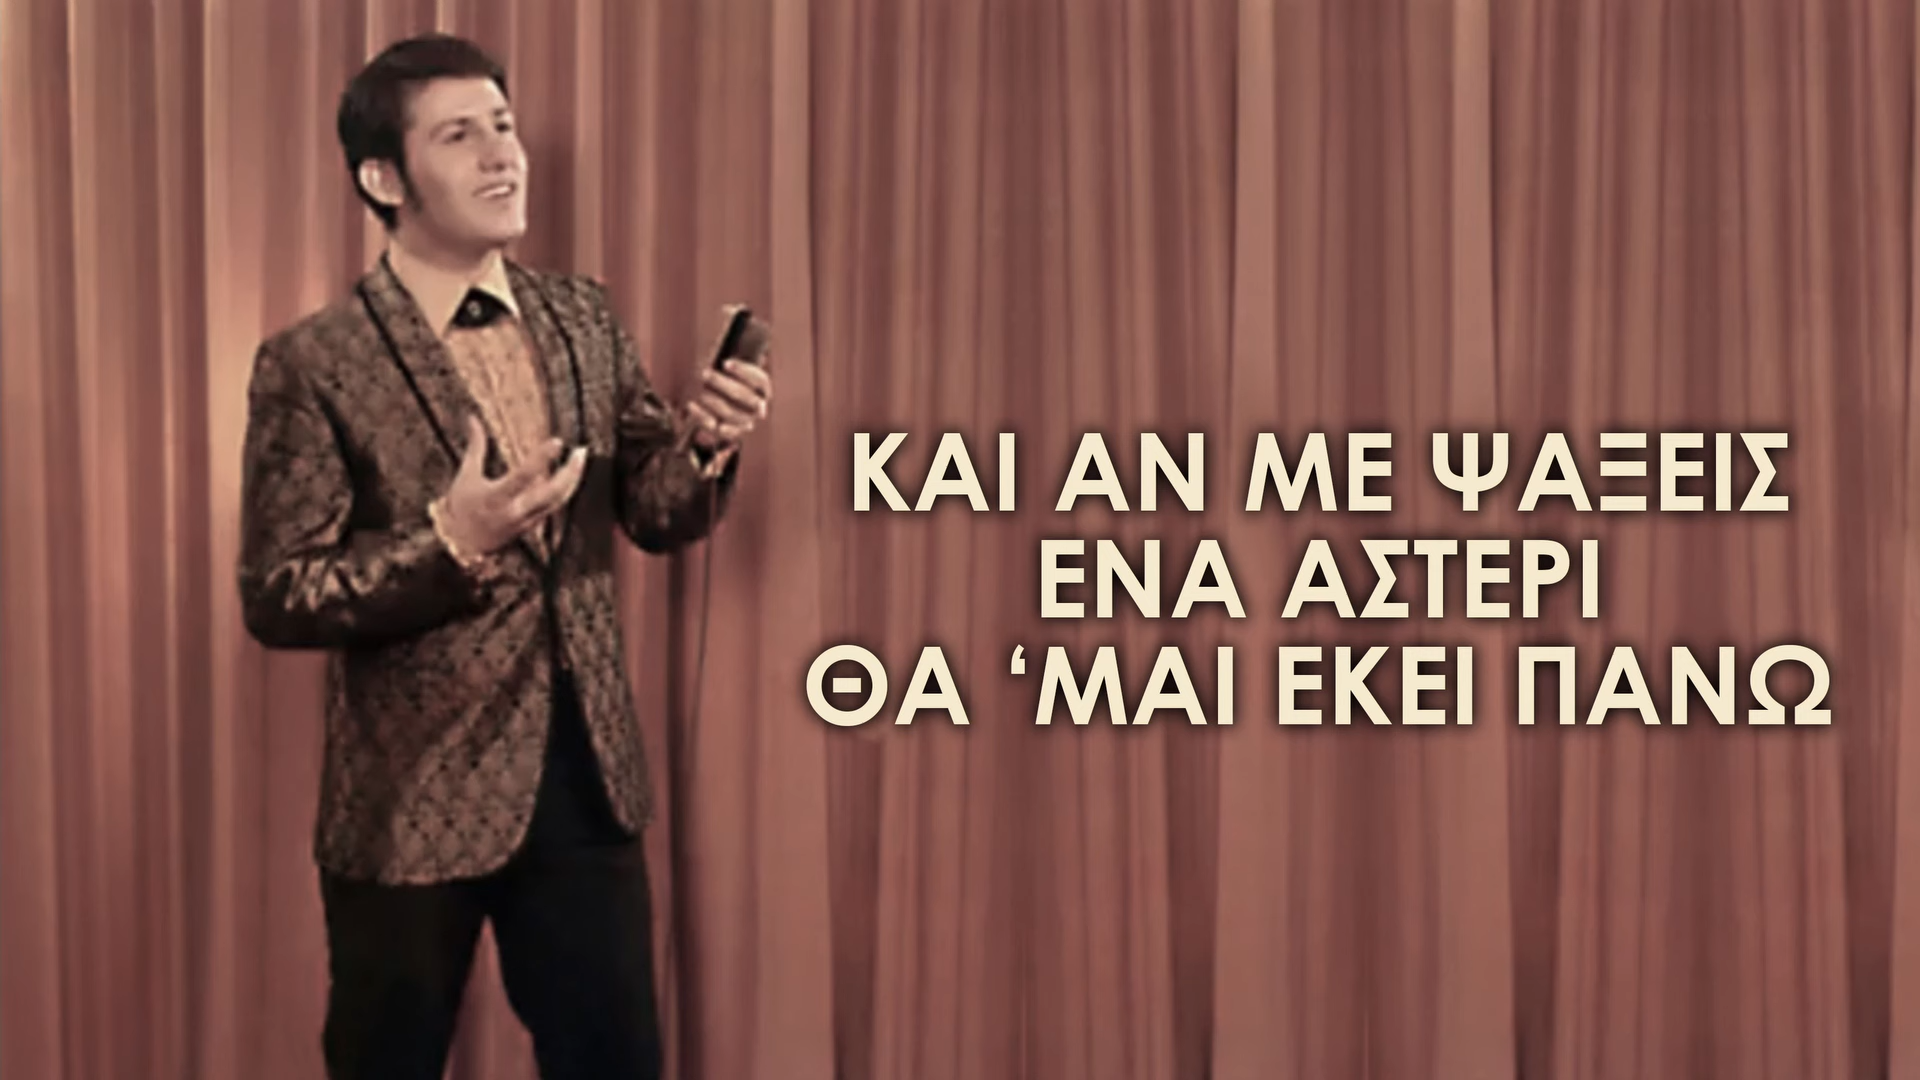 ΚΑΙ ΑΝ ΜΕ ΨΑΞΕΙΣ
ΕΝΑ ΑΣΤΕΡΙ
ΘΑ ‘ΜΑΙ ΕΚΕΙ ΠΑΝΩ